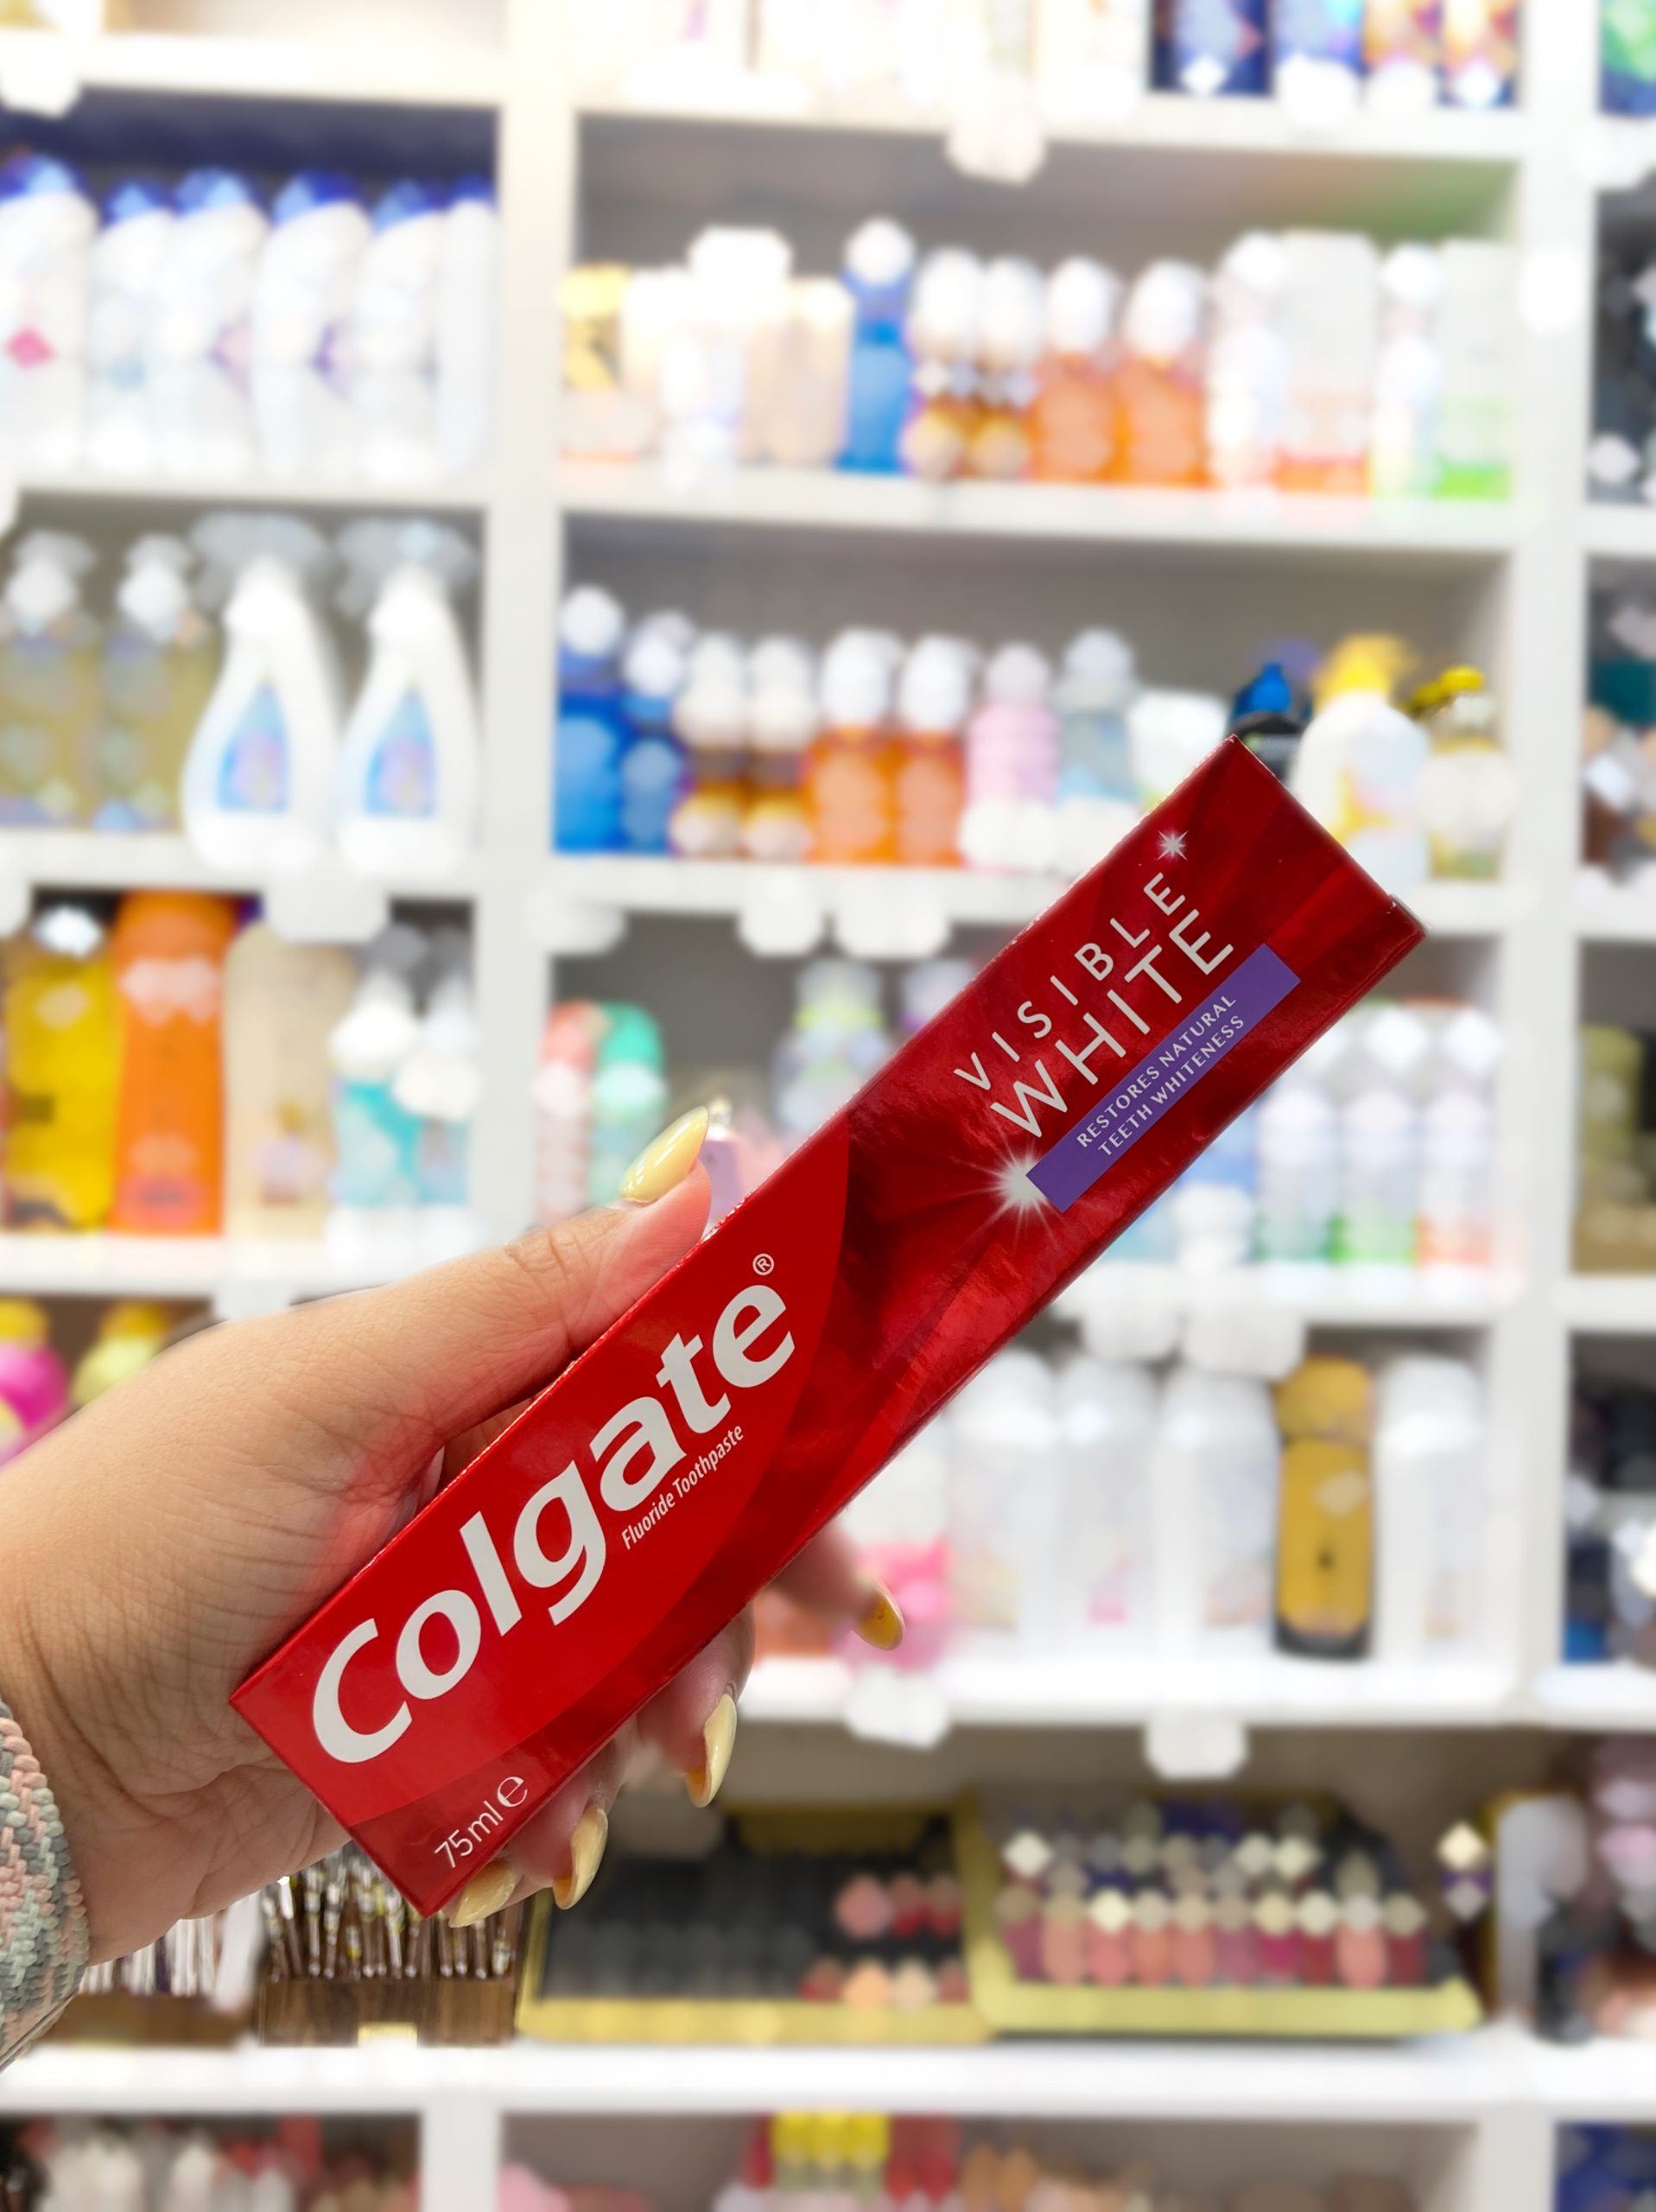 Colgate®
Fluoride Toothpaste
75ml℮
VISIBLE
WHITE
RESTORES NATURAL
TEETH WHITENESS